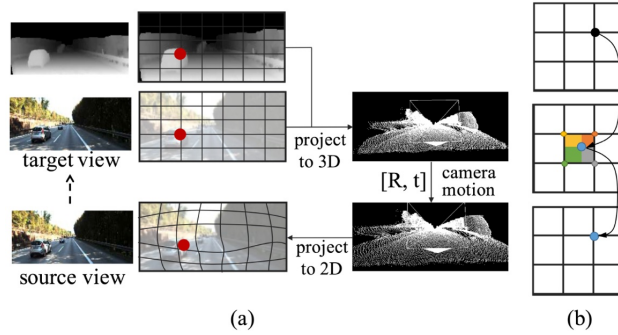 target view
source view
project
to 3D
[R, t]
camera
motion
project
to 2D
(a)
(b)